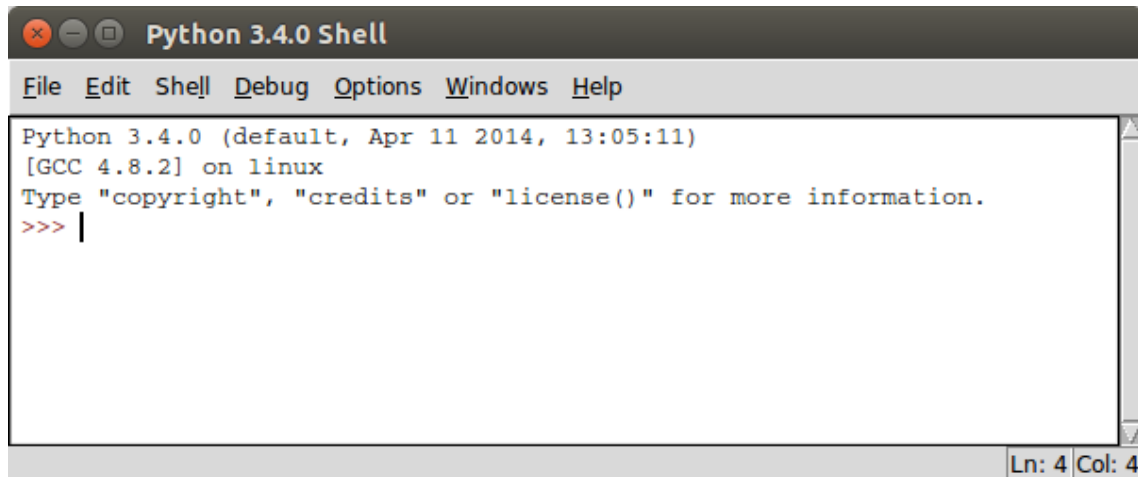 Python 3.4.0 Shell
File Edit Shell Debug Options Windows Help
Python 3.4.0 (default, Apr 11 2014, 13:05:11)
[GCC 4.8.2] on linux
Type "copyright", "credits" or "license()" for more information.
>>>
Ln: 4 Col: 4